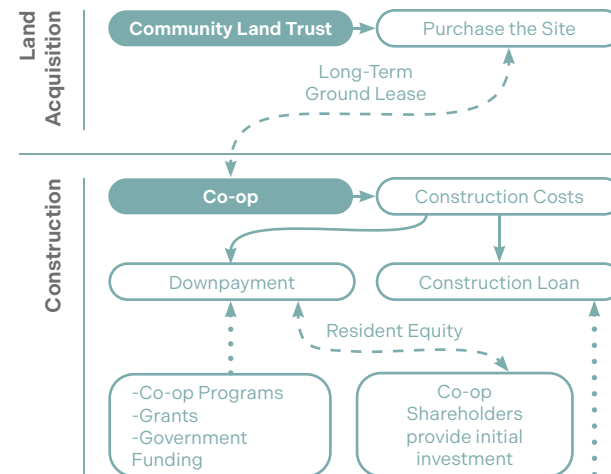 Land
Acquisition
Community Land Trust
Purchase the Site
Long-Term
Ground Lease
Construction
Co-op
Construction Costs
Downpayment
Construction Loan
Resident Equity
-Co-op Programs
-Grants
-Government
Funding
Co-op
Shareholders
provide initial
investment